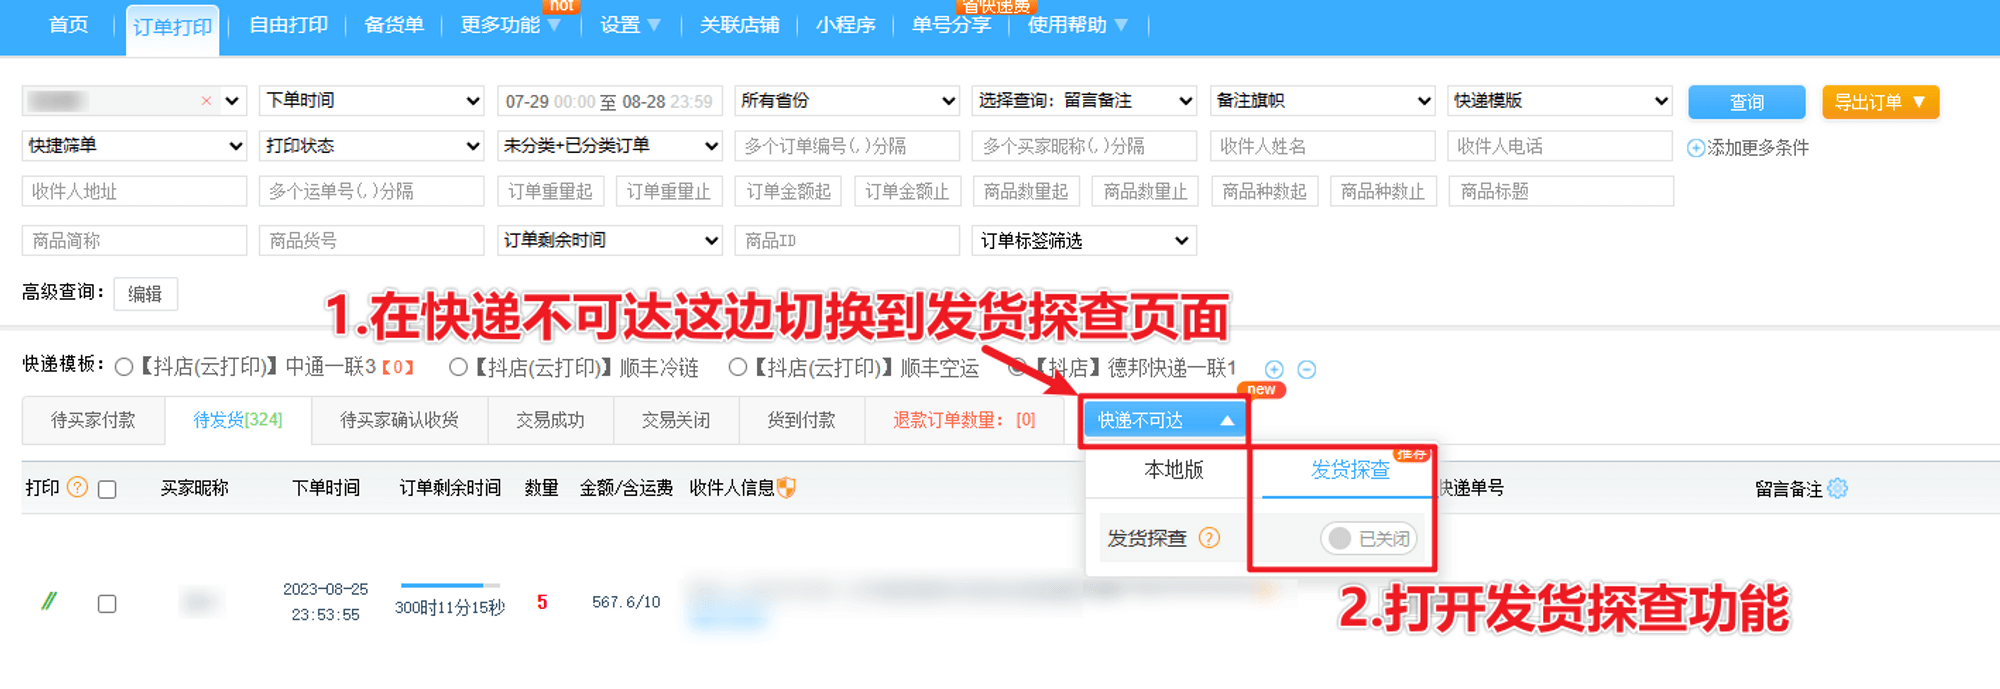 首页 订单打印 自由打印 备货单 更多功能 hot 设置 关联店铺 小程序 单号分享 省快递费 使用帮助
下单时间 07-29 00:00 至 08-28 23:59 所有省份 选择查询: 留言备注 备注旗帜 快递模版 查询 导出订单
快捷筛单 打印状态 未分类+已分类订单 多个订单编号(,)分隔 多个买家昵称(,)分隔 收件人姓名 收件人电话 添加更多条件
收件人地址 多个运单号(,)分隔 订单重量起 订单重量止 订单金额起 订单金额止 商品数量起 商品数量止 商品种数起 商品种数止 商品标题
商品简称 商品货号 订单剩余时间 商品ID 订单标签筛选
高级查询: 编辑
1.在快递不可达这边切换到发货探查页面
快递模板: 【抖店(云打印)】中通一联3【0】 【抖店(云打印)】顺丰冷链 【抖店(云打印)】顺丰空运 【抖店】德邦快递一联1
new
待买家付款 待发货[324] 待买家确认收货 交易成功 交易关闭 货到付款 退款订单数量: [0] 快递不可达
本地版 发货探查 推荐
打印 买家昵称 下单时间 订单剩余时间 数量 金额/含运费 收件人信息 快递单号 留言备注
发货探查 已关闭
2023-08-25
23:53:55
300时11分15秒 5 567.6/10
2.打开发货探查功能